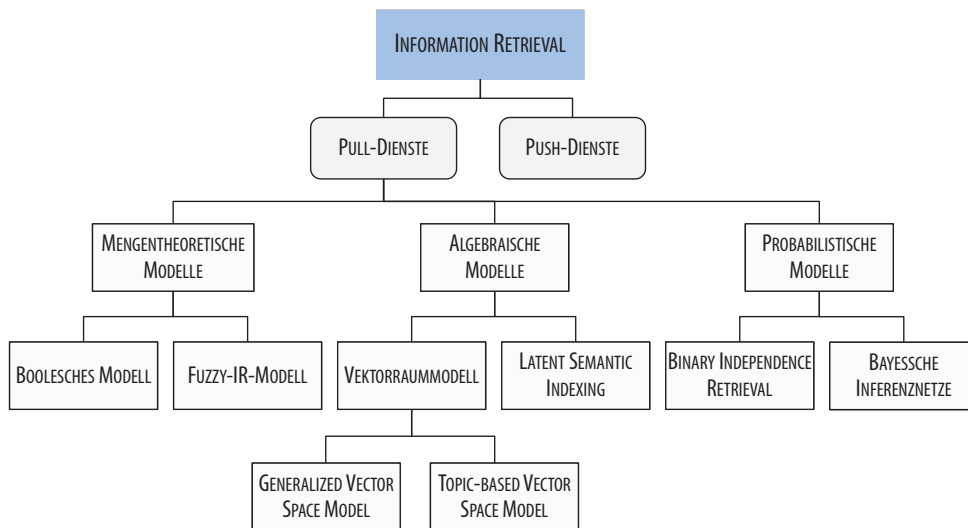 INFORMATION RETRIEVAL
PULL-DIENSTE
PUSH-DIENSTE
MENGENTHEORETISCHE
MODELLE
ALGEBRAISCHE
MODELLE
PROBABILISTISCHE
MODELLE
BOOLESCHES MODELL
FUZZY-IR-MODELL
VEKTORRAUMMODELL
LATENT SEMANTIC
INDEXING
BINARY INDEPENDENCE
RETRIEVAL
BAYESSCHE
INFERENZNETZE
GENERALIZED VECTOR
SPACE MODEL
TOPIC-BASED VECTOR
SPACE MODEL